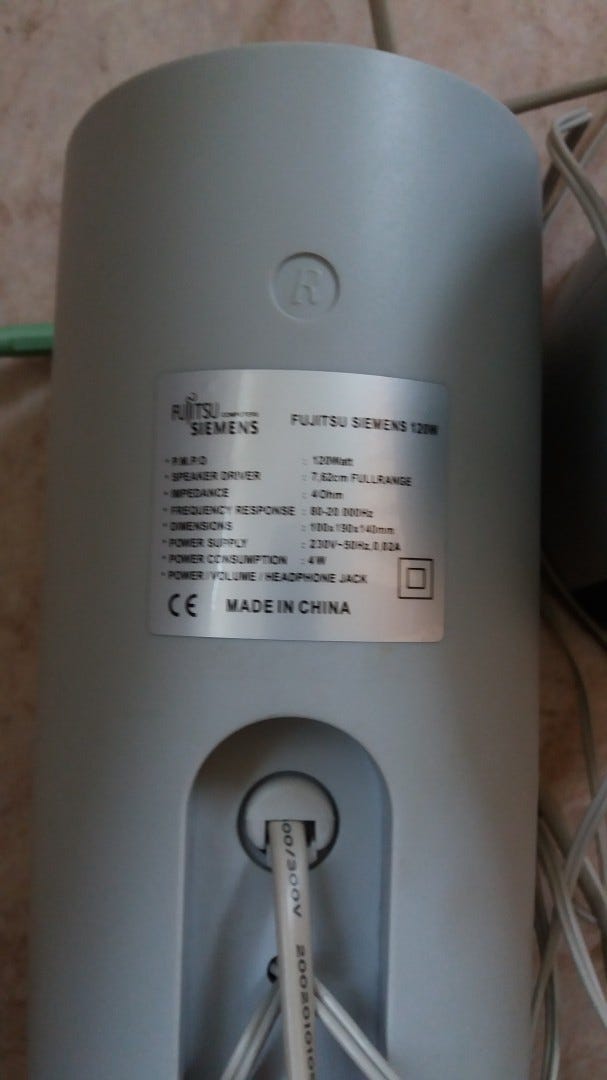 R
FUJITSU COMPUTERS
SIEMENS
FUJITSU SIEMENS 120W
* P.M.P.O : 120Watt
* SPEAKER DRIVER : 7,62cm FULLRANGE
* IMPEDANCE : 4Ohm
* FREQUENCY RESPONSE : 80-20 000Hz
* DIMENSIONS : 100x190x140mm
* POWER SUPPLY : 230V~50Hz,0,02A
* POWER CONSUMPTION : 4W
* POWER / VOLUME / HEADPHONE JACK
CE MADE IN CHINA
00/300V 20020101